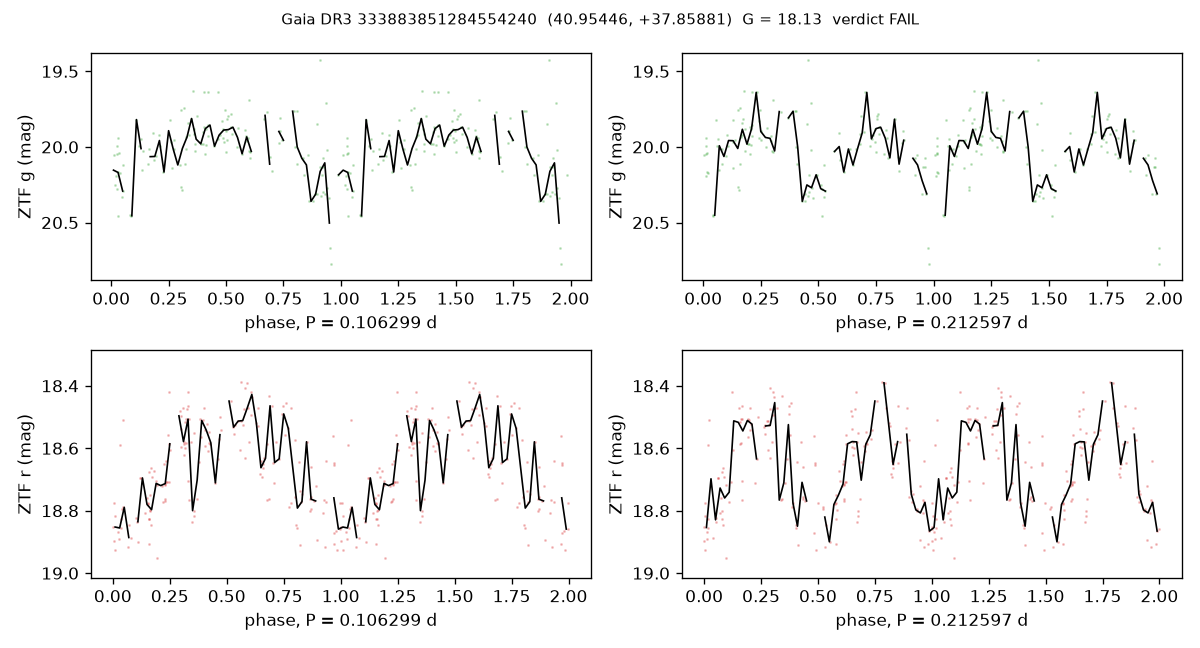 Gaia DR3 333883851284554240  (40.95446, +37.85881)  G = 18.13  verdict FAIL
ZTF g (mag)
19.5
20.0
20.5
0.00 0.25 0.50 0.75 1.00 1.25 1.50 1.75 2.00
phase, P = 0.106299 d
ZTF g (mag)
19.5
20.0
20.5
0.00 0.25 0.50 0.75 1.00 1.25 1.50 1.75 2.00
phase, P = 0.212597 d
ZTF r (mag)
18.4
18.6
18.8
19.0
0.00 0.25 0.50 0.75 1.00 1.25 1.50 1.75 2.00
phase, P = 0.106299 d
ZTF r (mag)
18.4
18.6
18.8
19.0
0.00 0.25 0.50 0.75 1.00 1.25 1.50 1.75 2.00
phase, P = 0.212597 d